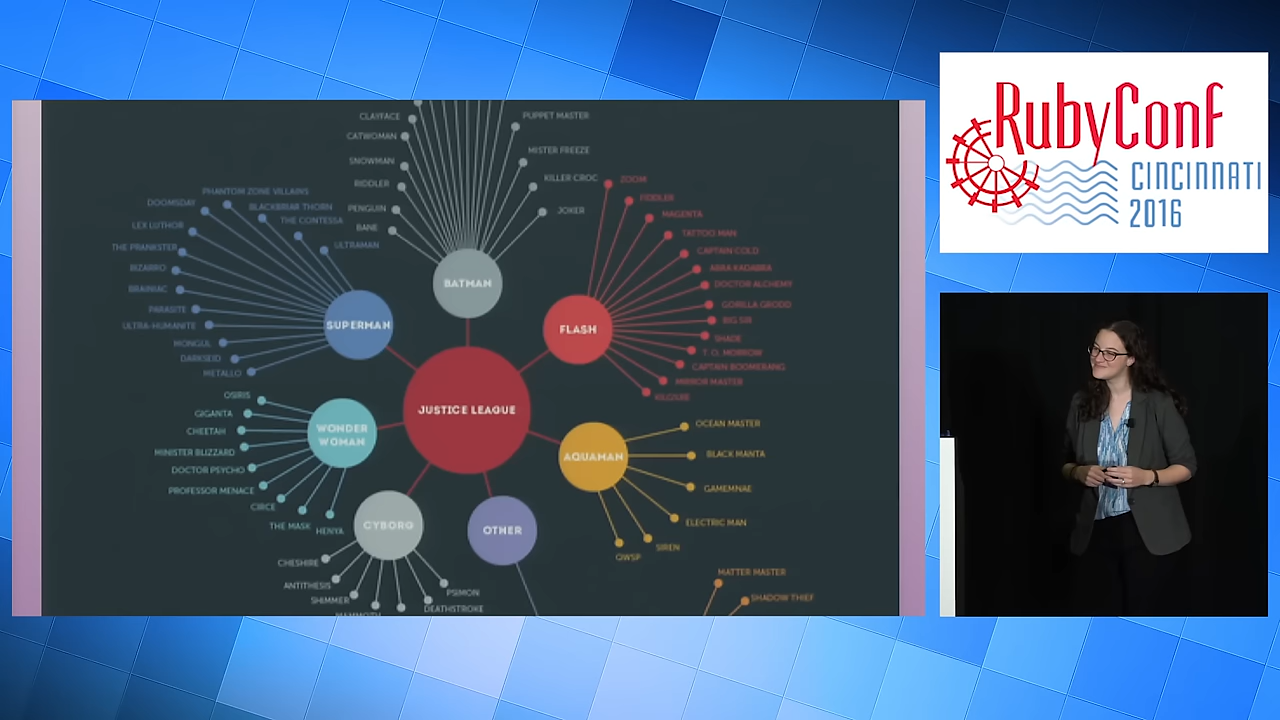 CLAYFACE
CATWOMAN
SNOWMAN
RIDDLER
PENGUIN
BANE
PUPPET MASTER
MISTER FREEZE
KILLER CROC
JOKER
BATMAN
PHANTOM ZONE VILLAINS
DOOMSDAY
BLACKBRIAR THORN
LEX LUTHOR
THE CONTESSA
THE PRANKSTER
ULTRAMAN
BIZARRO
BRAINIAC
PARASITE
ULTRA-HUMANITE
MONGUL
DARKSEID
METALLO
SUPERMAN
ZOOM
FIDDLER
MAGENTA
TATTOO MAN
CAPTAIN COLD
ABRA KADABRA
DOCTOR ALCHEMY
GORILLA GRODD
BIG SIR
SHADE
T. O. MORROW
CAPTAIN BOOMERANG
MIRROR MASTER
KILGORE
FLASH
JUSTICE LEAGUE
OSIRIS
GIGANTA
CHEETAH
MINISTER BLIZZARD
DOCTOR PSYCHO
PROFESSOR MENACE
CIRCE
THE MASK
HENYA
WONDER
WOMAN
OCEAN MASTER
BLACK MANTA
GAMEMNAE
ELECTRIC MAN
SIREN
QWSP
AQUAMAN
CYBORG
OTHER
CHESHIRE
ANTITHESIS
SHIMMER
MAMMOTH
PSIMON
DEATHSTROKE
MATTER MASTER
SHADOW THIEF
RubyConf
CINCINNATI
2016